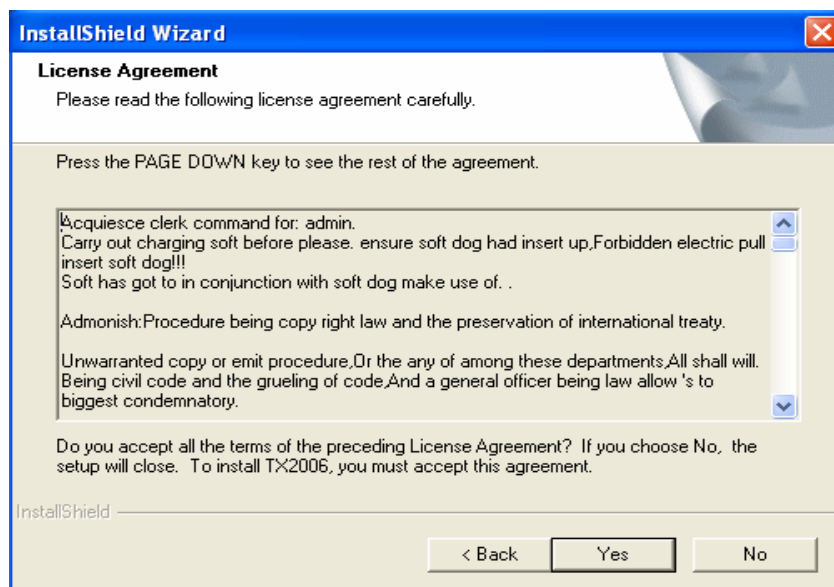 InstallShield Wizard
License Agreement
Please read the following license agreement carefully.
Press the PAGE DOWN key to see the rest of the agreement.
Acquiesce clerk command for: admin.
Carry out charging soft before please. ensure soft dog had insert up,Forbidden electric pull
insert soft dog!!!
Soft has got to in conjunction with soft dog make use of. .
Admonish:Procedure being copy right law and the preservation of international treaty.
Unwarranted copy or emit procedure,Or the any of among these departments,All shall will.
Being civil code and the grueling of code,And a general officer being law allow 's to
biggest condemnatory.
Do you accept all the terms of the preceding License Agreement? If you choose No, the
setup will close. To install TX2006, you must accept this agreement.
InstallShield
< Back Yes No